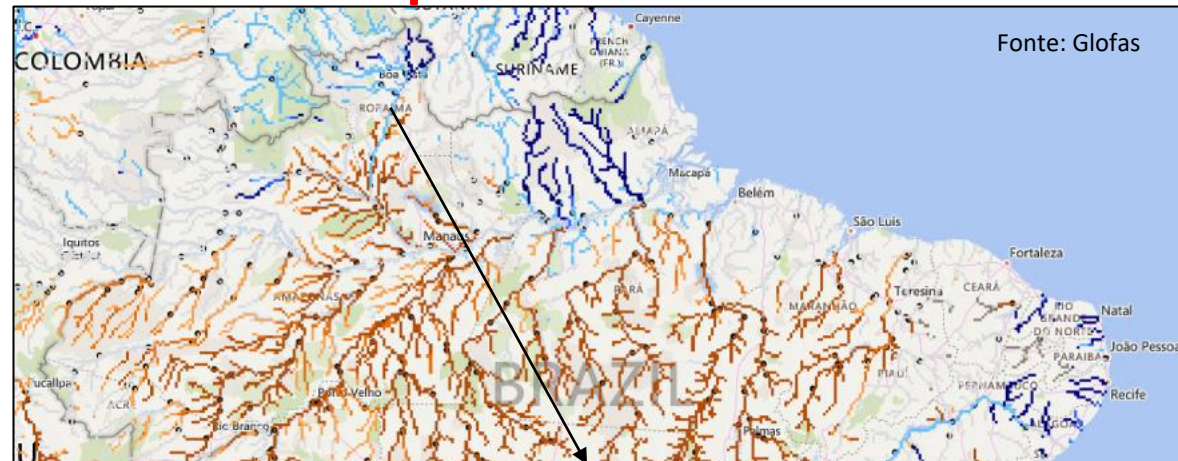 Cayenne
COLOMBIA
FRENCH
GUIANA
(FR.)
Fonte: Glofas
SURINAME
Boa
RORAIMA
AMAPÁ
Macapá
Belém
São Luís
Iquitos
Manaus
Fortaleza
AMAZONAS
PARÁ
MARANHÃO
Teresina
CEARÁ
RIO
GRANDE
DO NORTE
Natal
PARAIBA
João Pessoa
BRAZIL
PIAUÍ
PERNAMBUCO
Recife
Pucallpa
ACRE
Porto Velho
Rio Branco
Palmas
ALAGOAS
U